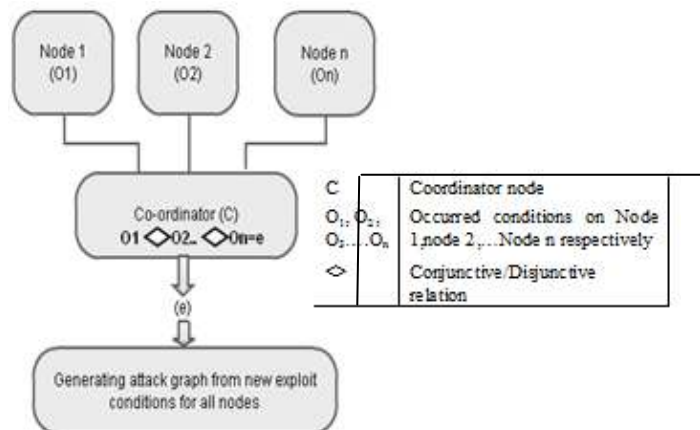 Node 1
(O1)
Node 2
(O2)
Node n
(On)
Co-ordinator (C)
O1 ◇O2.. ◇On=e
(e)
Generating attack graph from new exploit
conditions for all nodes
C Coordinator node
O₁, O₂, Occurred conditions on Node
O₃....Oₙ 1,node 2,...Node n respectively
◇ Conjunctive/Disjunctive
relation